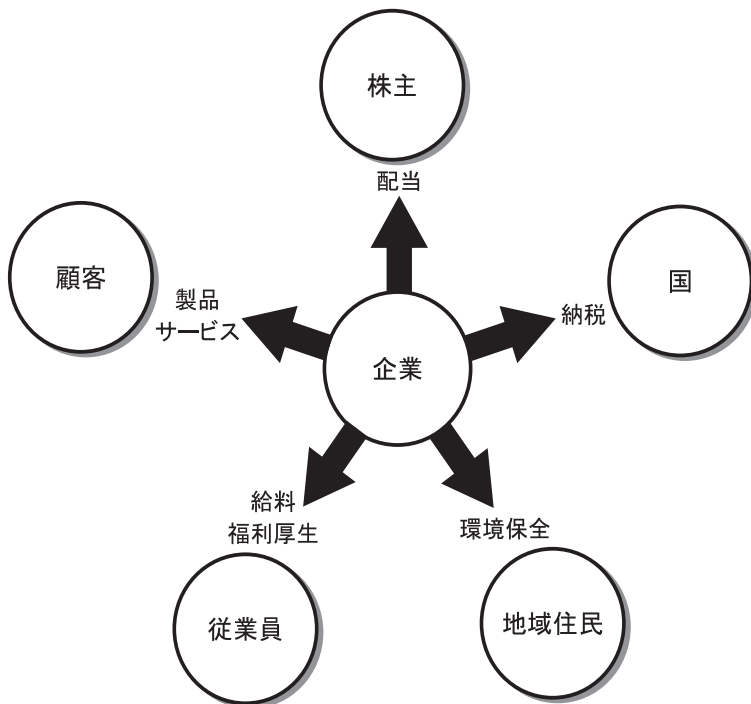 株主
配当
顧客
製品
サービス
国
納税
企業
給料
福利厚生
環境保全
従業員
地域住民